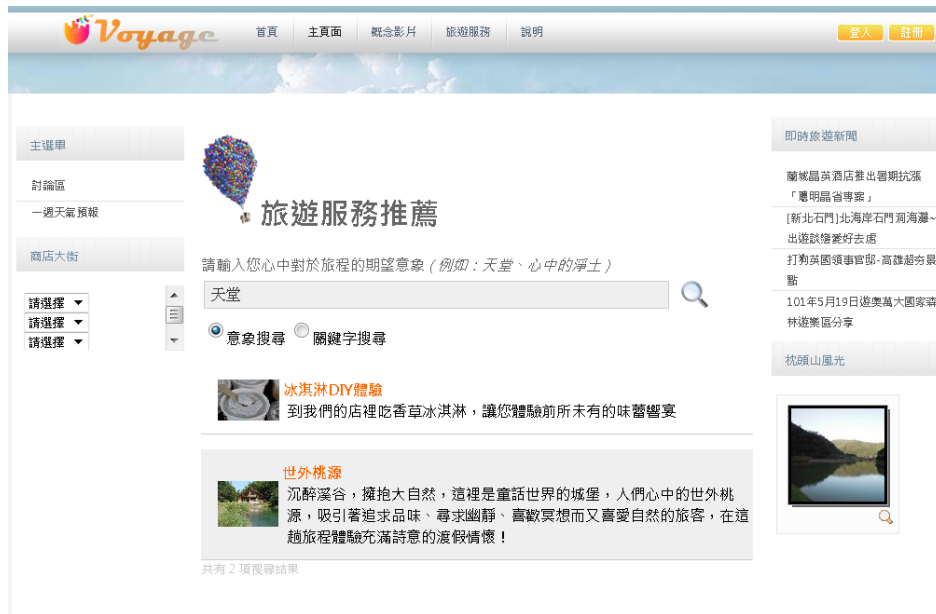 Voyage
首頁 主頁面 概念影片 旅遊服務 說明
登入 註冊
主選單
討論區
一週天氣預報
商店大街
請選擇
請選擇
請選擇
旅遊服務推薦
請輸入您心中對於旅程的期望意象 ( 例如：天堂、心中的淨土 )
天堂
意象搜尋 關鍵字搜尋
冰淇淋DIY體驗
到我們的店裡吃香草冰淇淋，讓您體驗前所未有的味蕾響宴
世外桃源
沉醉溪谷，擁抱大自然，這裡是童話世界的城堡，人們心中的世外桃
源，吸引著追求品味、尋求幽靜、喜歡冥想而又喜愛自然的旅客，在這
趟旅程體驗充滿詩意的渡假情懷！
共有 2 項搜尋結果
即時旅遊新聞
蘭城晶英酒店推出暑期抗漲
「聰明晶省專案」
[新北石門]北海岸石門洞海灘~
出遊談戀愛好去處
打狗英國領事官邸-高雄超夯景
點
101年5月19日遊奧萬大國家森
林遊樂區分享
枕頭山風光